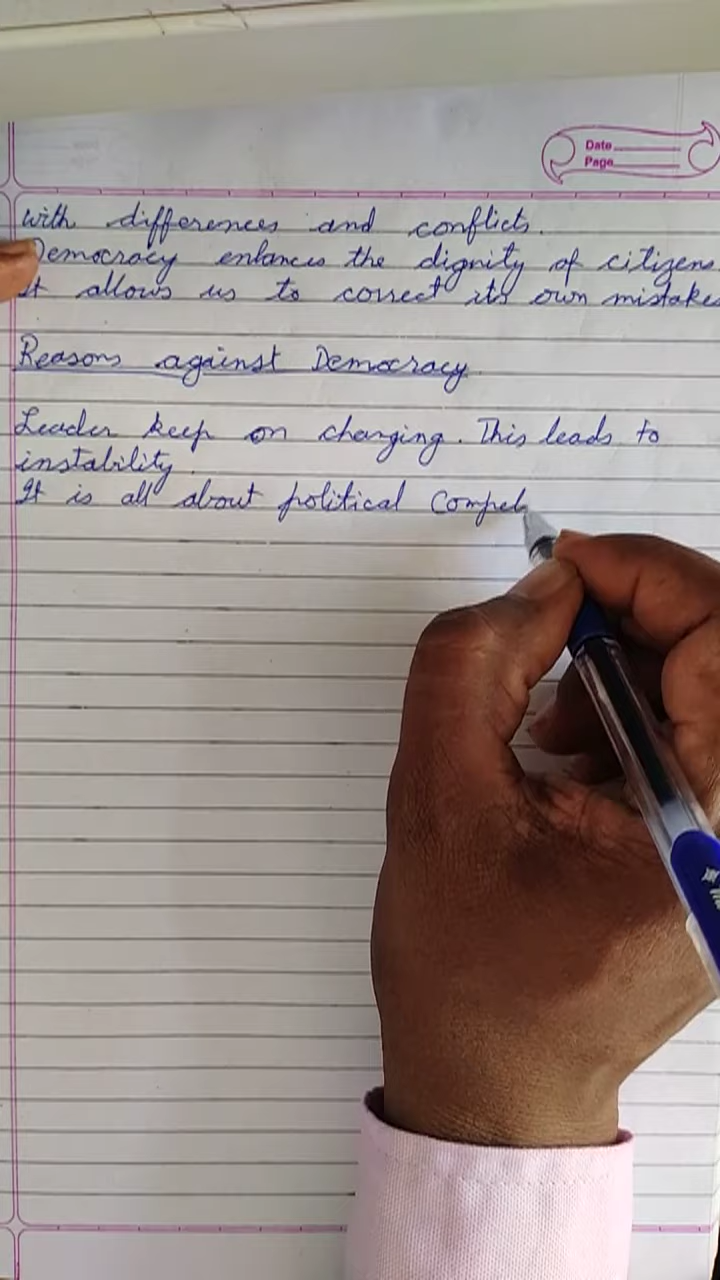 Date
Page
with differences and conflicts.
Democracy enhances the dignity of citizens.
It allows us to correct its own mistakes
Reasons against Democracy.
Leader keep on changing. This leads to
instability.
It is all about political Compet